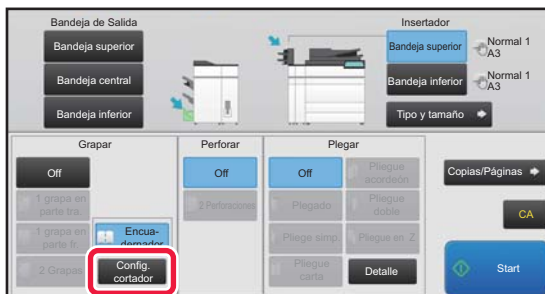 Bandeja de Salida
Insertador
Bandeja superior
Bandeja central
Bandeja inferior
Bandeja superior
Normal 1
A3
Bandeja inferior
Normal 1
A3
Tipo y tamaño
Grapar
Perforar
Plegar
Off
1 grapa en
parte tra.
1 grapa en
parte fr.
2 Grapas
Encua-
dernador
Config.
cortador
Off
2 Perforaciones
Off
Pliegue
acordeón
Plegado
Pliegue
doble
Pliege simp.
Pliegue en Z
Pliegue
carta
Detalle
Copias/Páginas
CA
Start